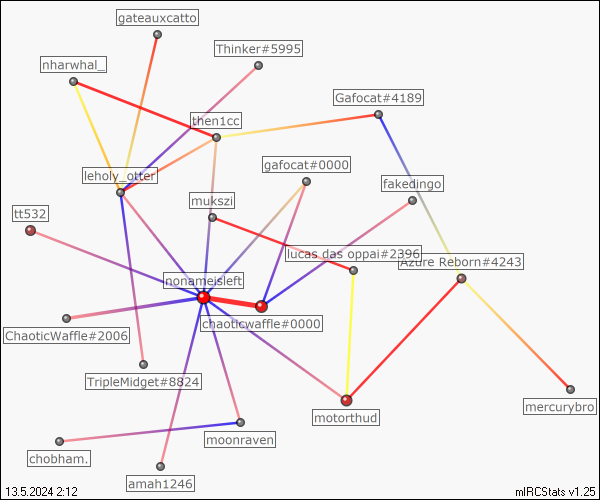 gateauxcatto
Thinker#5995
nharwhal_
Gafocat#4189
then1cc
gafocat#0000
leholy_otter
fakedingo
mukszi
tt532
lucas das oppai#2396
Azure Reborn#4243
nonameisleft
chaoticwaffle#0000
ChaoticWaffle#2006
TripleMidget#8824
mercurybro
motorthud
moonraven
chobham.
amah1246
13.5.2024 2:12
mIRCStats v1.25